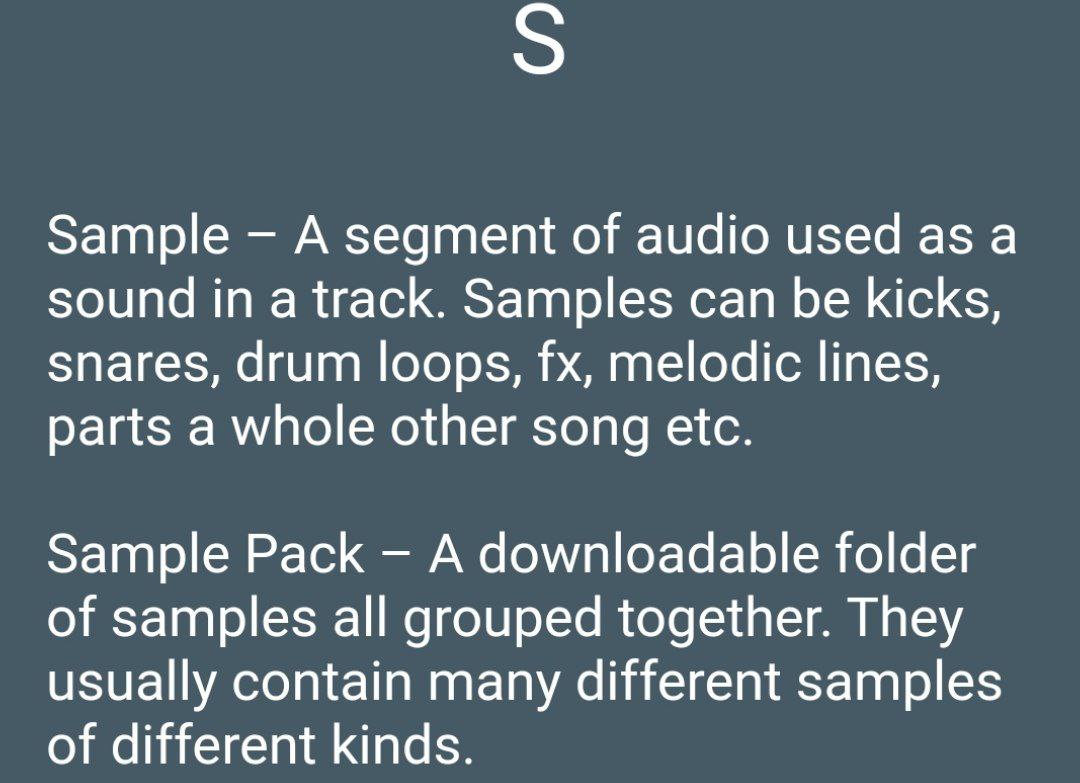 S
Sample – A segment of audio used as a
sound in a track. Samples can be kicks,
snares, drum loops, fx, melodic lines,
parts a whole other song etc.
Sample Pack – A downloadable folder
of samples all grouped together. They
usually contain many different samples
of different kinds.